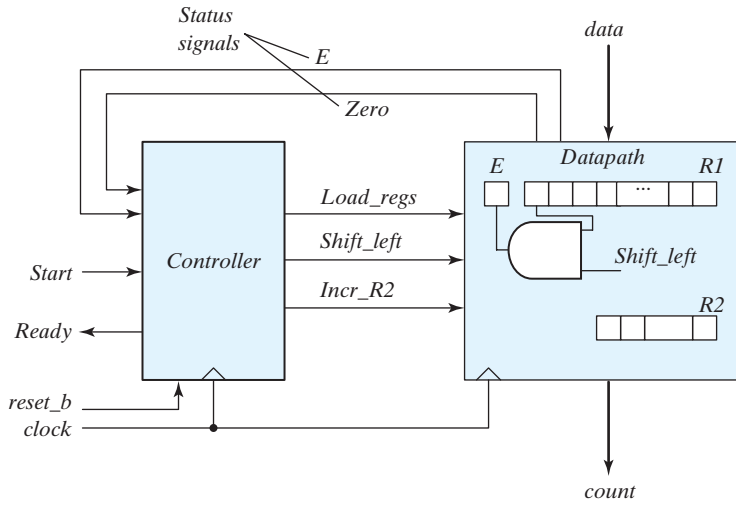 Status
signals
E
Zero
data
Datapath
E
R1
...
Load_regs
Shift_left
Incr_R2
Controller
Shift_left
R2
Start
Ready
reset_b
clock
count